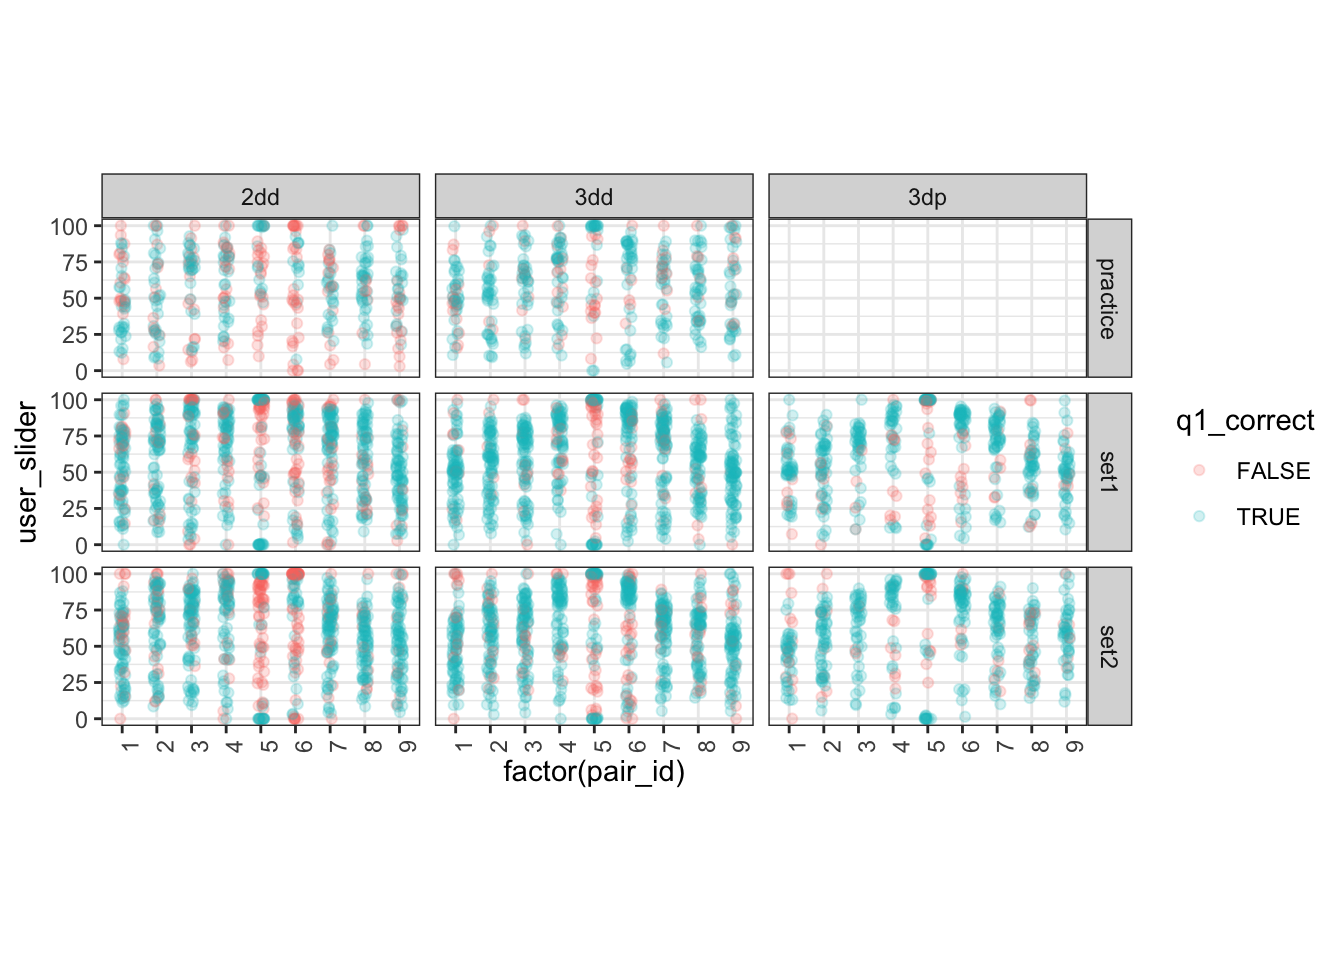 2dd 3dd 3dp
100
75
50
25
0
practice
100
75
50
25
0
set1
100
75
50
25
0
set2
1 2 3 4 5 6 7 8 9 1 2 3 4 5 6 7 8 9 1 2 3 4 5 6 7 8 9
factor(pair_id)
user_slider
q1_correct
FALSE
TRUE